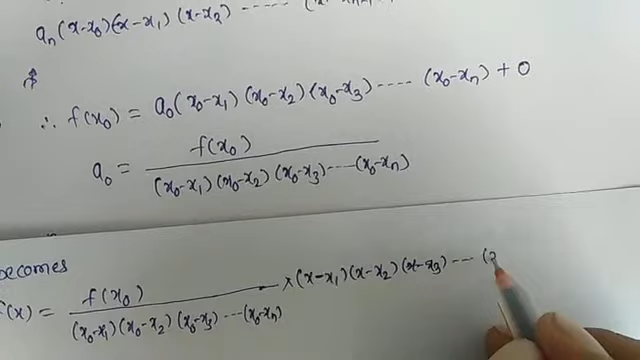 aₙ(x-x₀)(x-x₁)(x-x₂) ......
∴ f(x₀) = a₀(x₀-x₁)(x₀-x₂)(x₀-x₃)----- (x₀-xₙ) + 0
a₀ = f(x₀) / (x₀-x₁)(x₀-x₂)(x₀-x₃)----(x₀-xₙ)
becomes
f(x) = f(x₀) / (x₀-x₁)(x₀-x₂)(x₀-x₃)---(x₀-xₙ) × (x-x₁)(x-x₂)(x-x₃)---- (